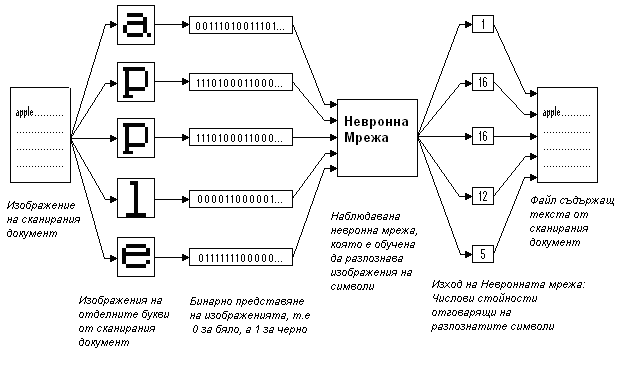 apple..........
................
................
................
Изображение
на сканирания
документ
a
p
p
l
e
Изображения на
отделните букви
от сканирания
документ
00111010011101...
1110100011000...
1110100011000...
000011000001...
0111111100000...
Бинарно представяне
на изображенията, т.е
0 за бяло, а 1 за черно
Невронна
Мрежа
Наблюдавана
невронна мрежа,
която е обучена
да разпознава
изображения на
символи
1
16
16
12
5
Изход на Невронната мрежа:
Числови стойности
отговарящи на
разпознатите символи
apple..........
................
................
................
Файл съдържащ
текста от
сканирания
документ